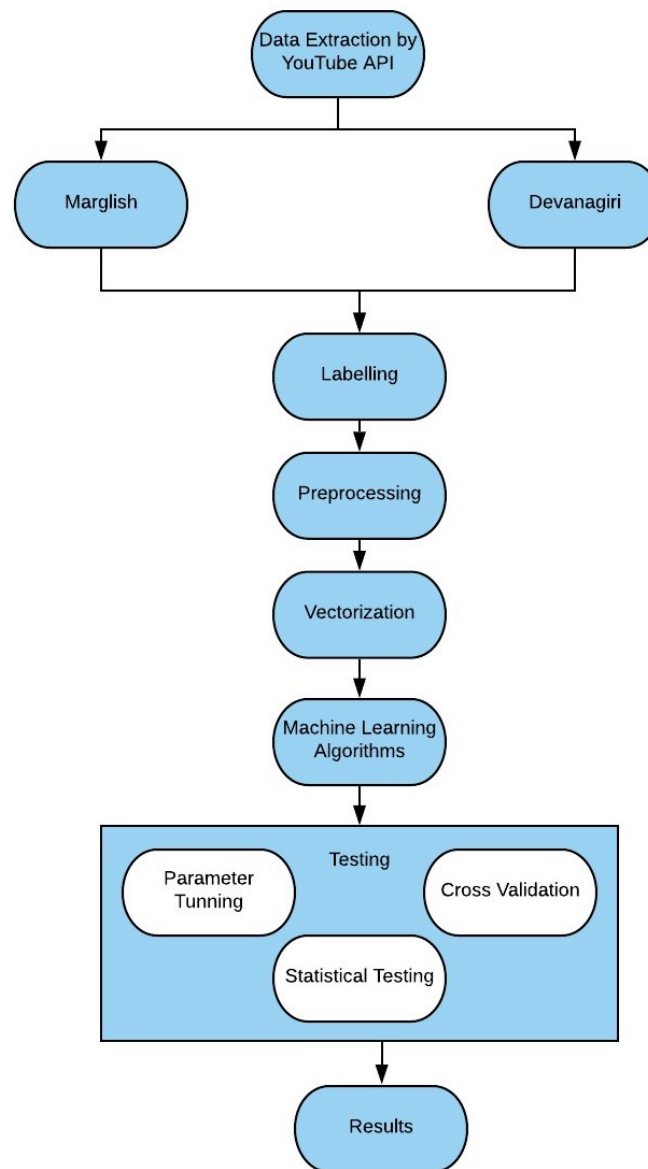 Data Extraction by
YouTube API
Marglish
Devanagiri
Labelling
Preprocessing
Vectorization
Machine Learning
Algorithms
Testing
Parameter
Tunning
Cross Validation
Statistical Testing
Results